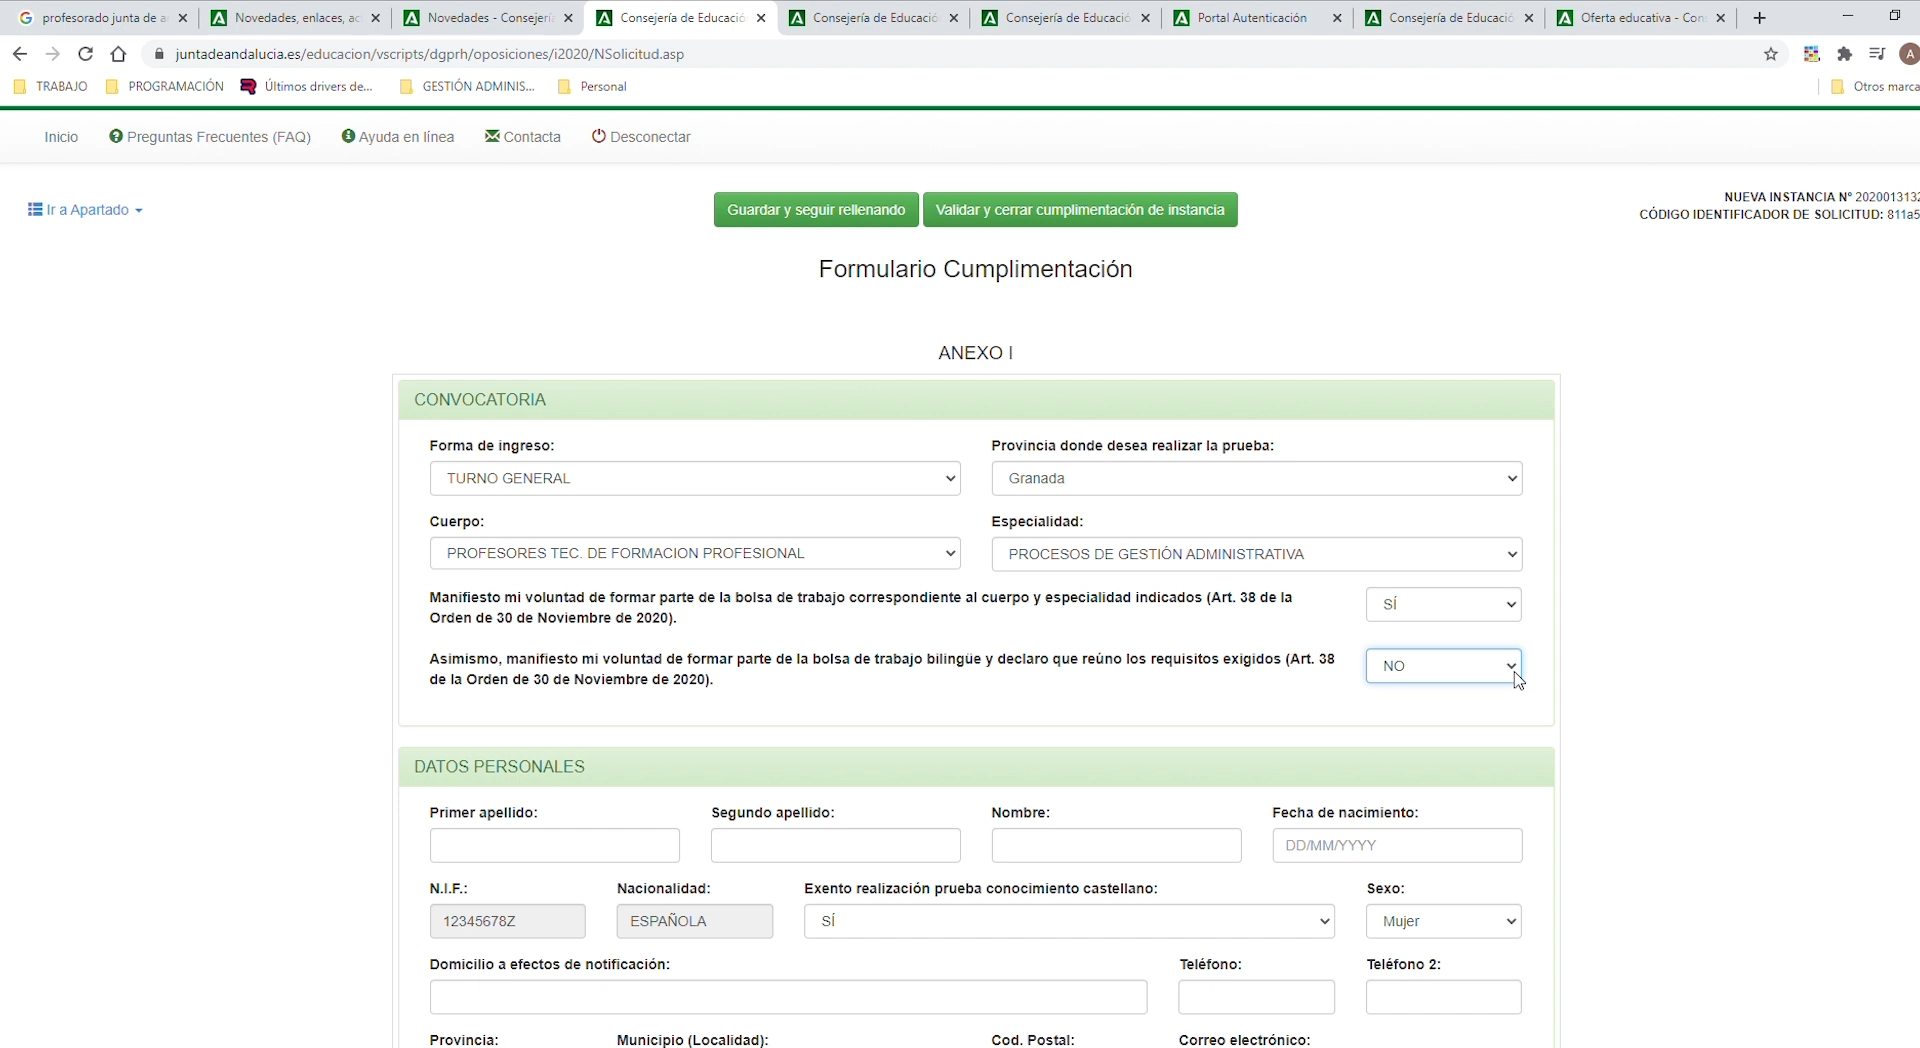 profesorado junta de a
Novedades, enlaces, ac
Novedades - Consejerí
Consejería de Educació
Consejería de Educació
Consejería de Educació
Portal Autenticación
Consejería de Educació
Oferta educativa - Con
juntadeandalucia.es/educacion/vscripts/dgprh/oposiciones/i2020/NSolicitud.asp
A
TRABAJO
PROGRAMACIÓN
Últimos drivers de...
GESTIÓN ADMINIS...
Personal
Otros marca
Inicio
Preguntas Frecuentes (FAQ)
Ayuda en línea
Contacta
Desconectar
Ir a Apartado
Guardar y seguir rellenando
Validar y cerrar cumplimentación de instancia
NUEVA INSTANCIA Nº 202001313
CÓDIGO IDENTIFICADOR DE SOLICITUD: 811a5
Formulario Cumplimentación
ANEXO I
CONVOCATORIA
Forma de ingreso:
Provincia donde desea realizar la prueba:
TURNO GENERAL
Granada
Cuerpo:
Especialidad:
PROFESORES TEC. DE FORMACION PROFESIONAL
PROCESOS DE GESTIÓN ADMINISTRATIVA
Manifiesto mi voluntad de formar parte de la bolsa de trabajo correspondiente al cuerpo y especialidad indicados (Art. 38 de la
Orden de 30 de Noviembre de 2020).
SÍ
Asimismo, manifiesto mi voluntad de formar parte de la bolsa de trabajo bilingüe y declaro que reúno los requisitos exigidos (Art. 38
de la Orden de 30 de Noviembre de 2020).
NO
DATOS PERSONALES
Primer apellido:
Segundo apellido:
Nombre:
Fecha de nacimiento:
DD/MM/YYYY
N.I.F.:
Nacionalidad:
Exento realización prueba conocimiento castellano:
Sexo:
12345678Z
ESPAÑOLA
SÍ
Mujer
Domicilio a efectos de notificación:
Teléfono:
Teléfono 2:
Provincia:
Municipio (Localidad):
Cod. Postal:
Correo electrónico: